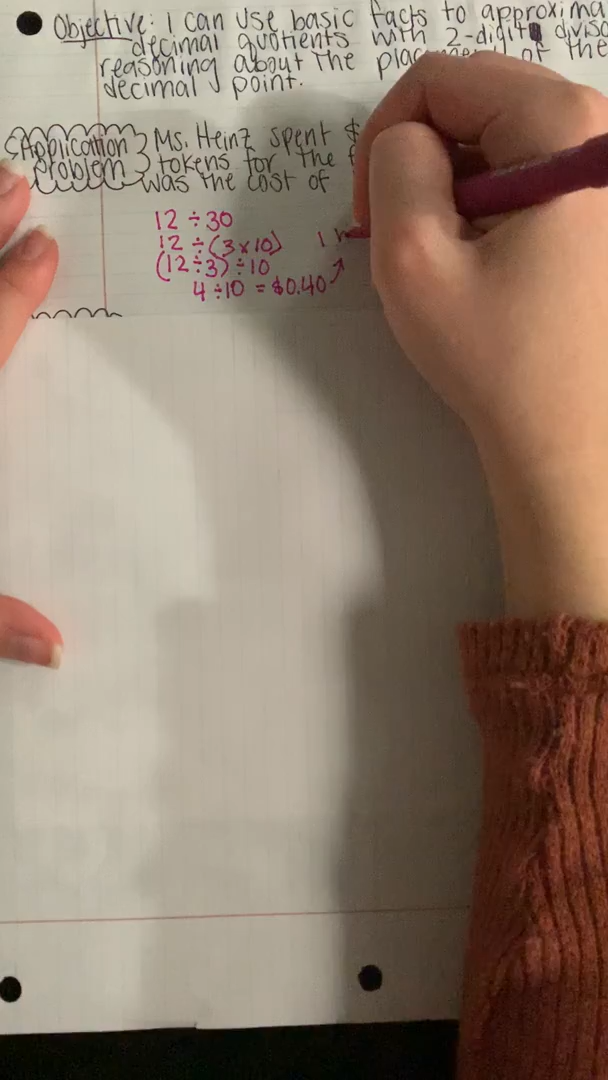 Objective: I can use basic facts to approxima
decimal quotients with 2-digit diviso
reasoning about the placement of the
decimal point.
Application Ms. Heinz spent $
problem tokens for the
was the cost of
12 ÷ 30
12 ÷ (3 x 10)
(12 ÷ 3) ÷ 10
4 ÷ 10 = $0.40
1